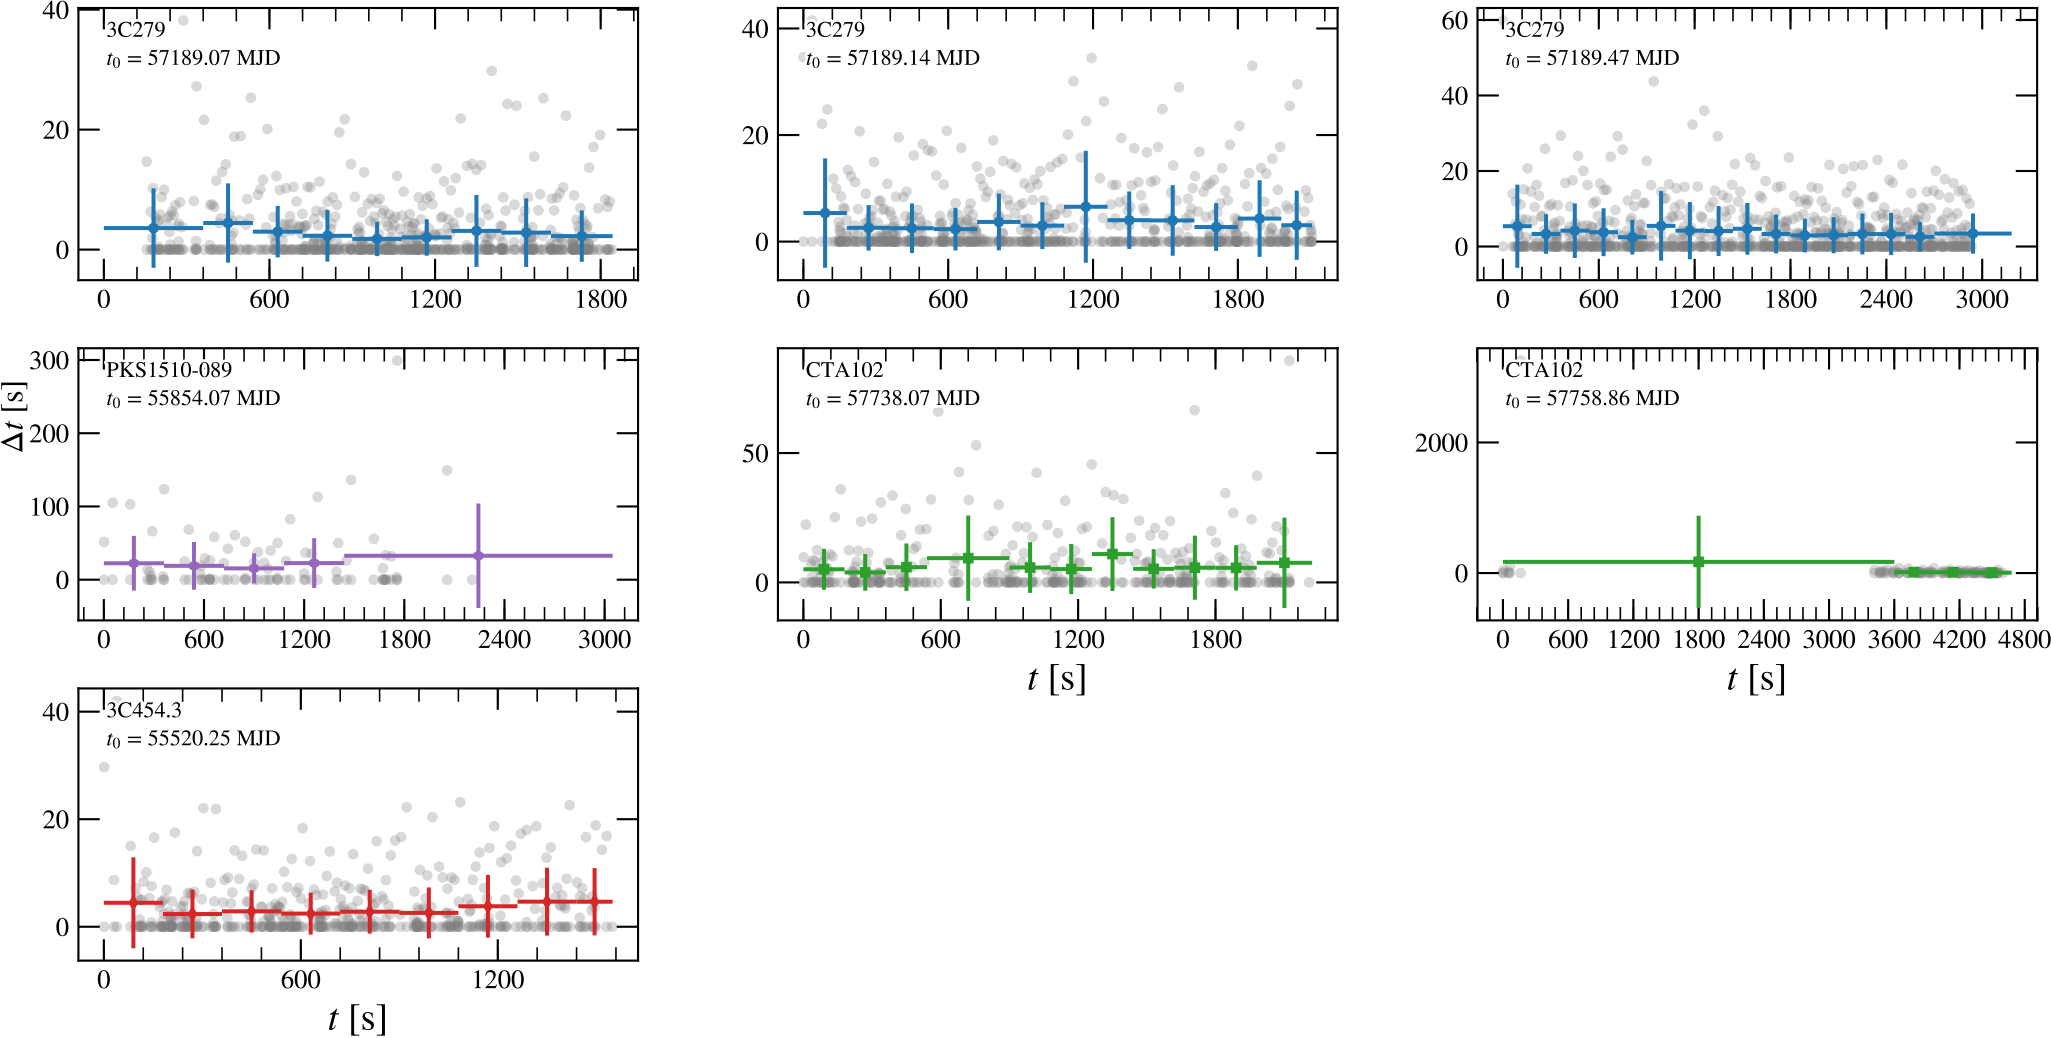 40
20
0
3C279
t₀ = 57189.07 MJD
0 600 1200 1800
40
20
0
3C279
t₀ = 57189.14 MJD
0 600 1200 1800
60
40
20
0
3C279
t₀ = 57189.47 MJD
0 600 1200 1800 2400 3000
Δt [s]
300
200
100
0
PKS1510-089
t₀ = 55854.07 MJD
0 600 1200 1800 2400 3000
50
0
CTA102
t₀ = 57738.07 MJD
0 600 1200 1800
t [s]
2000
0
CTA102
t₀ = 57758.86 MJD
0 600 1200 1800 2400 3000 3600 4200 4800
t [s]
40
20
0
3C454.3
t₀ = 55520.25 MJD
0 600 1200
t [s]